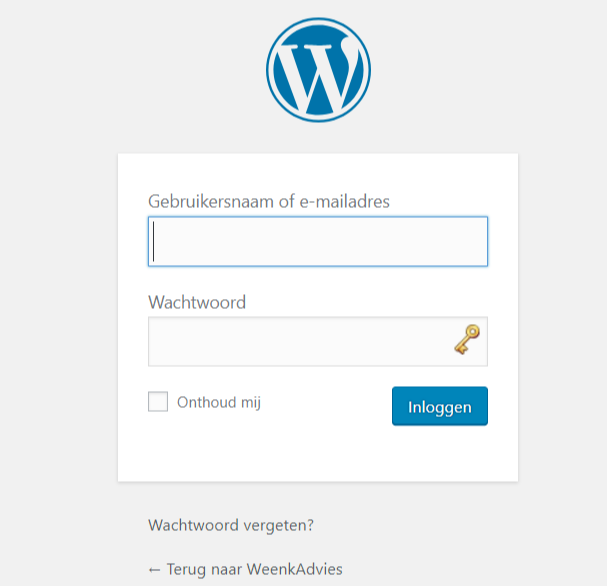 Gebruikersnaam of e-mailadres
Wachtwoord
Onthoud mij
Inloggen
Wachtwoord vergeten?
← Terug naar WeenkAdvies